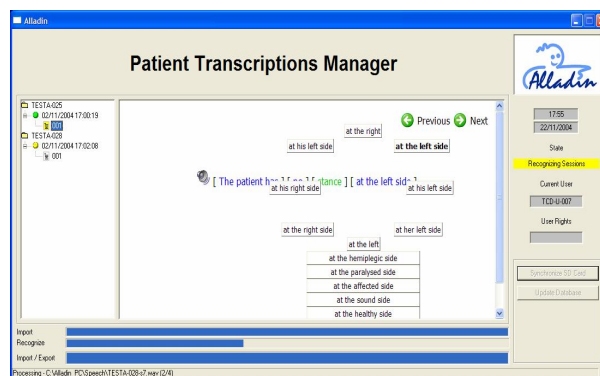 Alladin
Patient Transcriptions Manager
Alladin
TESTA-025
02/11/2004 17:00:19
001
TESTA-028
02/11/2004 17:02:08
001
Previous Next
at the right
at his left side
at the left side
[ The patient has ] [ ] [ stance ] [ at the left side ]
at his right side
at his left side
at the right side
at her left side
at the left
at the hemiplegic side
at the paralysed side
at the affected side
at the sound side
at the healthy side
17:55
22/11/2004
State
Recognizing Sessions
Current User
TCD-U-007
User Rights
Synchronize SD Card
Update Database
Import
Recognize
Import / Export
Processing - C:\Alladin_PC\Speech\TESTA-028-s7.wav (2/4)